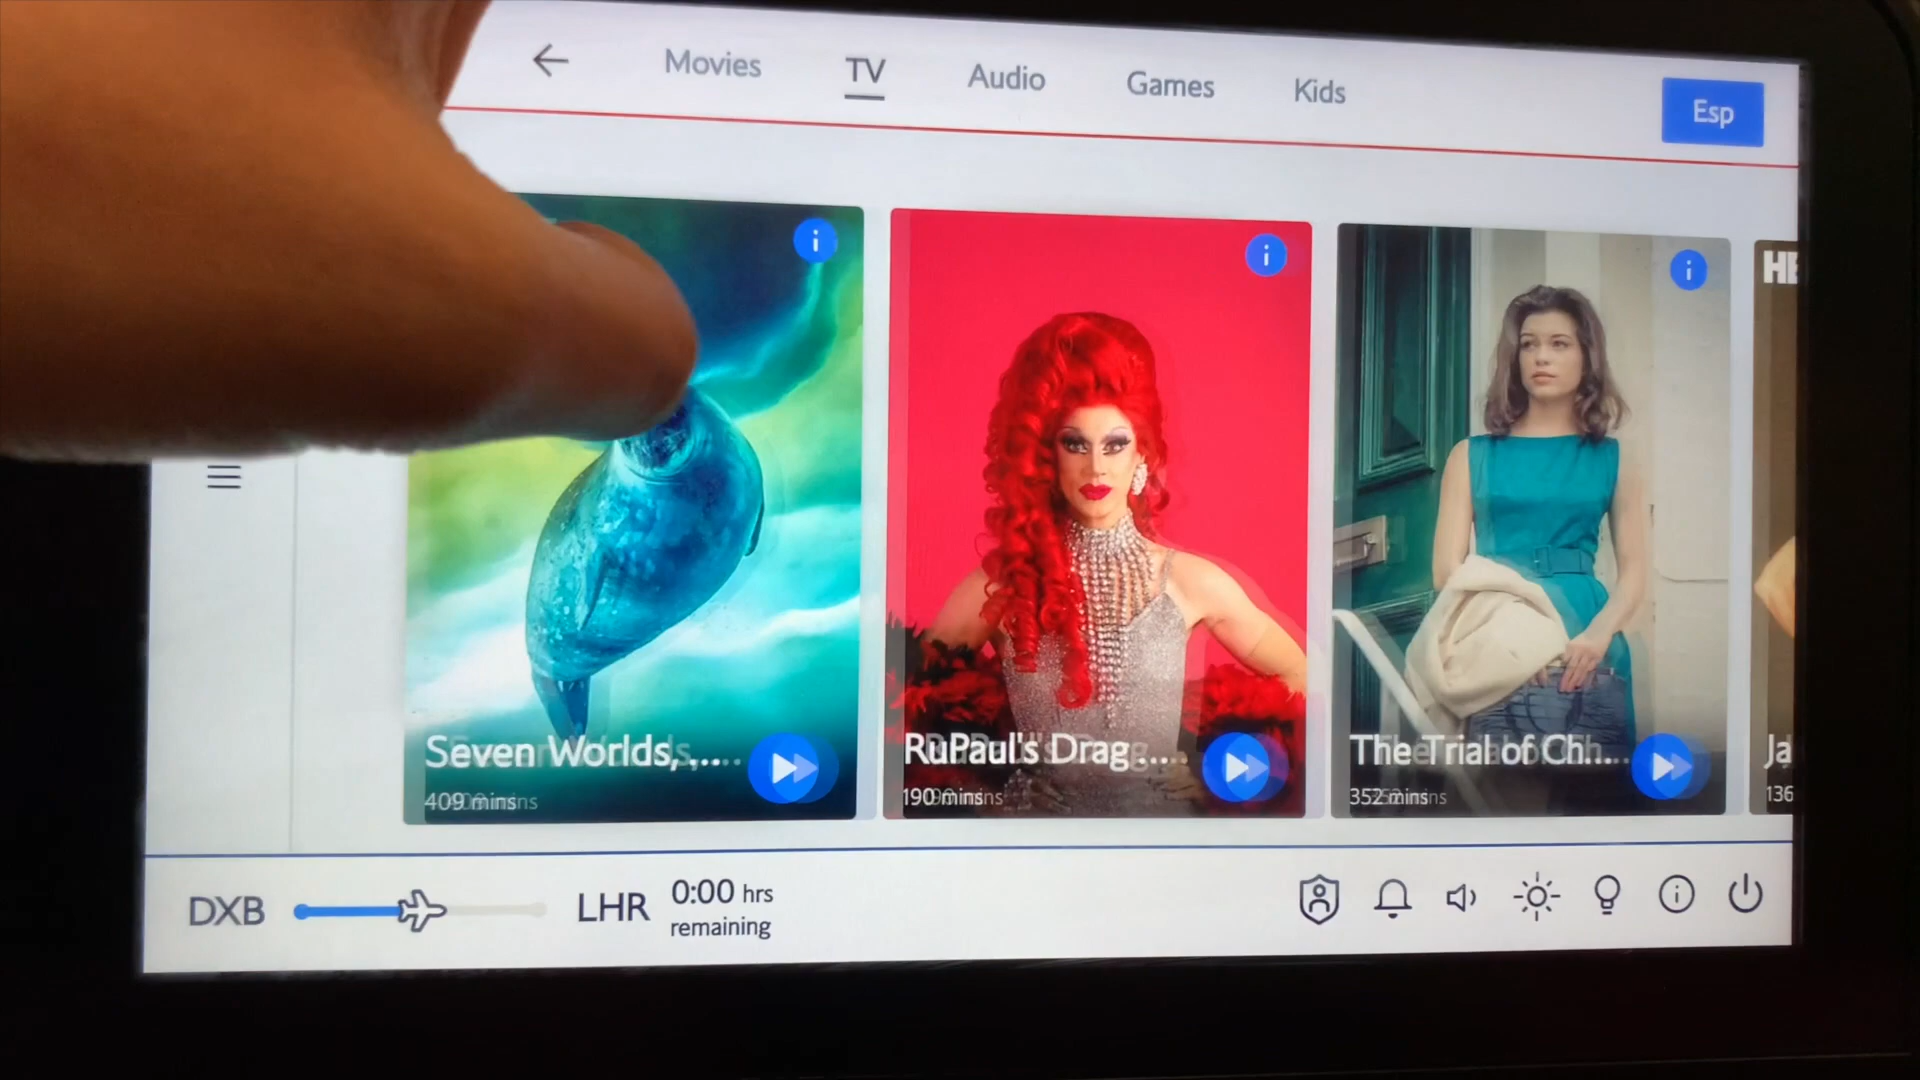 Movies
TV
Audio
Games
Kids
Esp
Seven Worlds,....
409 mins
RuPaul's Drag ....
190 mins
The Trial of Ch....
352 mins
Ja
136
DXB
LHR
0:00 hrs
remaining